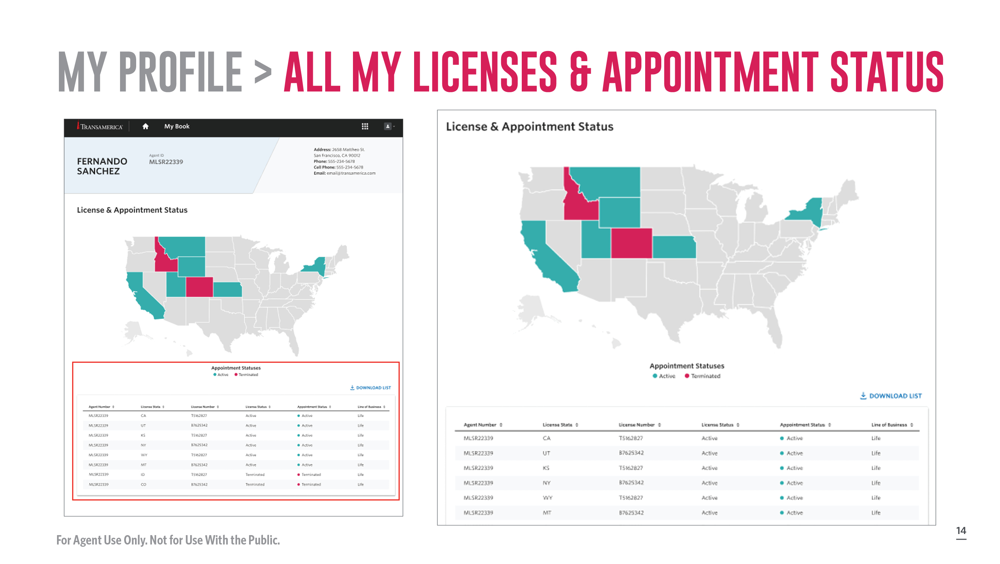 MY PROFILE > ALL MY LICENSES & APPOINTMENT STATUS
TRANSAMERICA®
My Book
FERNANDO
SANCHEZ
Agent ID
MLSR22339
Address: 2658 Mattheo St.
San Francisco, CA 90012
Phone: 555-234-5678
Cell Phone: 555-234-5678
Email: email@transamerica.com
License & Appointment Status
Appointment Statuses
Active Terminated
DOWNLOAD LIST
Agent Number License State License Number License Status Appointment Status Line of Business
MLSR22339 CA T5162827 Active Active Life
MLSR22339 UT B7625342 Active Active Life
MLSR22339 KS T5162827 Active Active Life
MLSR22339 NY B7625342 Active Active Life
MLSR22339 WY T5162827 Active Active Life
MLSR22339 MT B7625342 Active Active Life
MLSR22339 ID T5162827 Terminated Terminated Life
MLSR22339 CO B7625342 Terminated Terminated Life
License & Appointment Status
Appointment Statuses
Active Terminated
DOWNLOAD LIST
Agent Number License State License Number License Status Appointment Status Line of Business
MLSR22339 CA T5162827 Active Active Life
MLSR22339 UT B7625342 Active Active Life
MLSR22339 KS T5162827 Active Active Life
MLSR22339 NY B7625342 Active Active Life
MLSR22339 WY T5162827 Active Active Life
MLSR22339 MT B7625342 Active Active Life
For Agent Use Only. Not for Use With the Public.
14